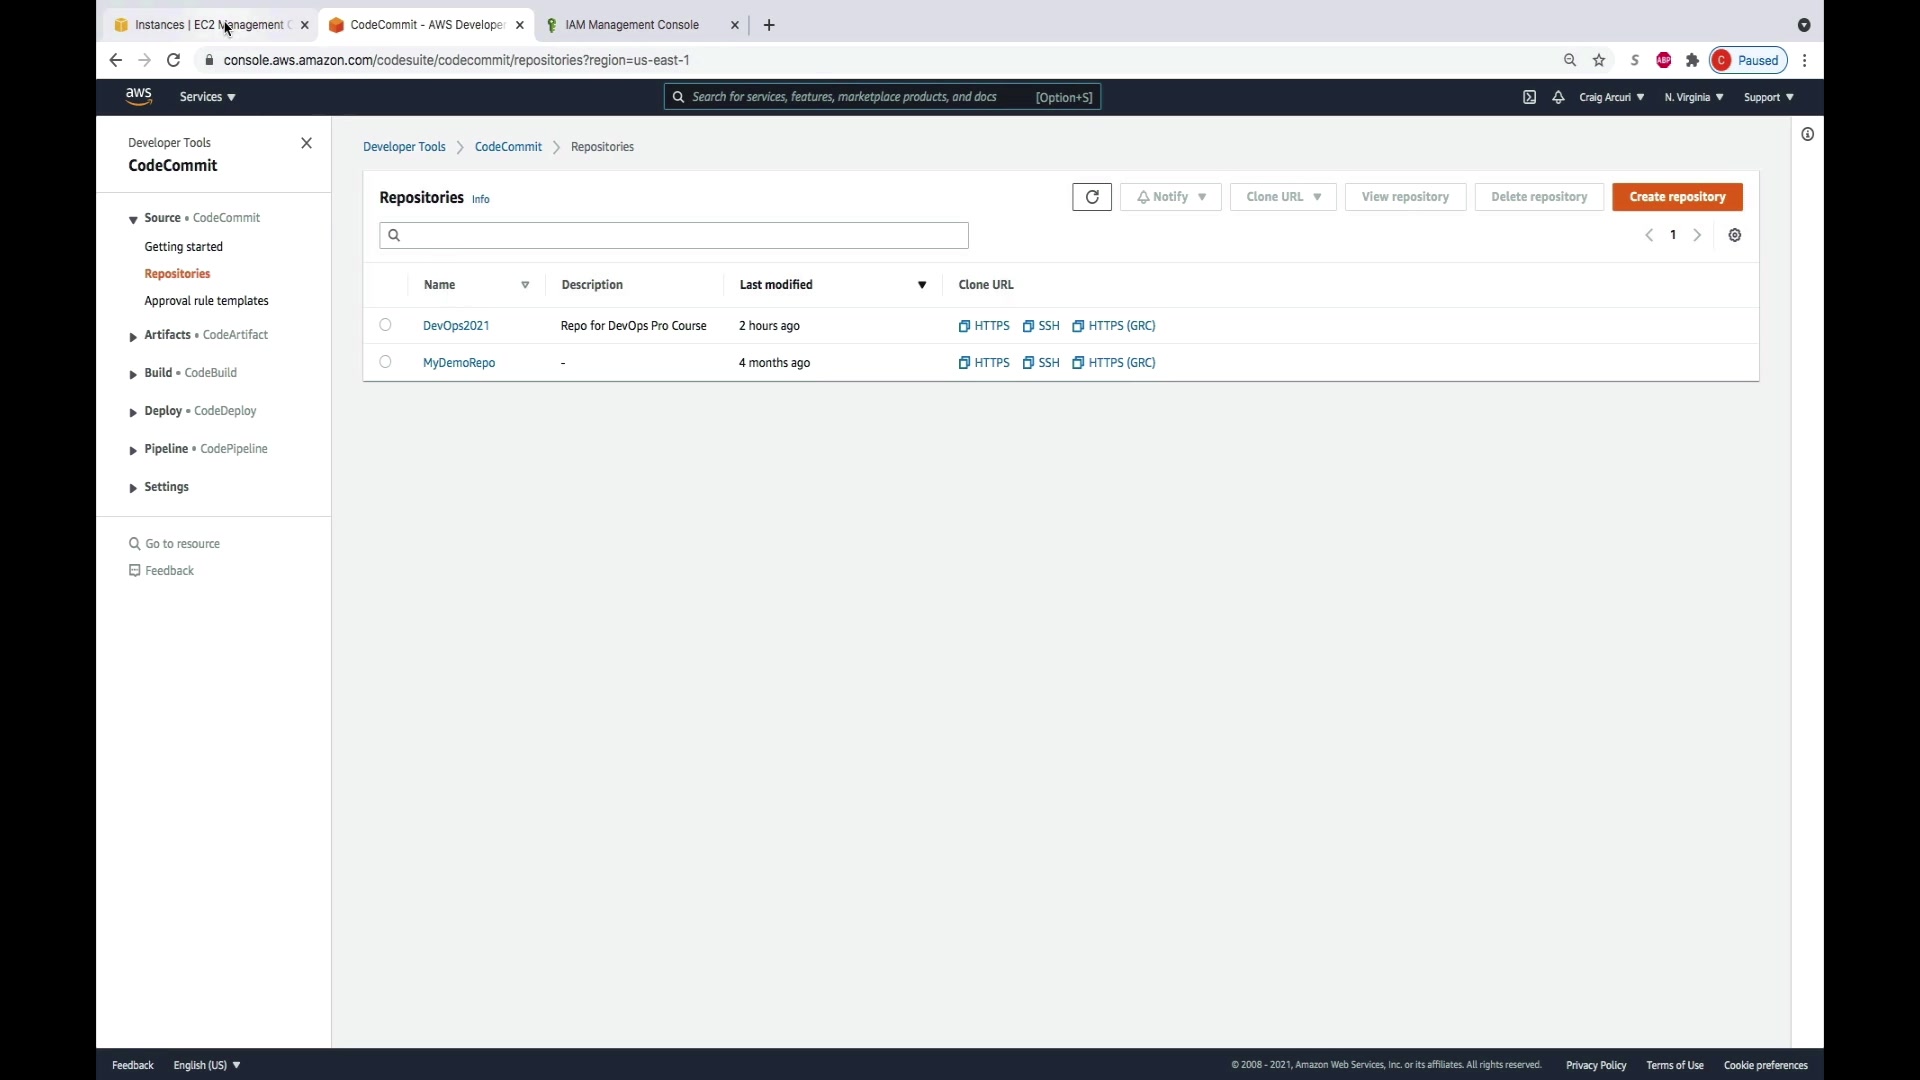 Instances | EC2 Management C
CodeCommit - AWS Developer
IAM Management Console
console.aws.amazon.com/codesuite/codecommit/repositories?region=us-east-1
S
ABP
C Paused
aws
Services
Search for services, features, marketplace products, and docs [Option+S]
Craig Arcuri
N. Virginia
Support
Developer Tools
CodeCommit
Source • CodeCommit
Getting started
Repositories
Approval rule templates
Artifacts • CodeArtifact
Build • CodeBuild
Deploy • CodeDeploy
Pipeline • CodePipeline
Settings
Go to resource
Feedback
Developer Tools
CodeCommit
Repositories
Repositories Info
Notify
Clone URL
View repository
Delete repository
Create repository
1
Name Description Last modified Clone URL
DevOps2021 Repo for DevOps Pro Course 2 hours ago HTTPS SSH HTTPS (GRC)
MyDemoRepo - 4 months ago HTTPS SSH HTTPS (GRC)
Feedback English (US)
© 2008 - 2021, Amazon Web Services, Inc. or its affiliates. All rights reserved. Privacy Policy Terms of Use Cookie preferences